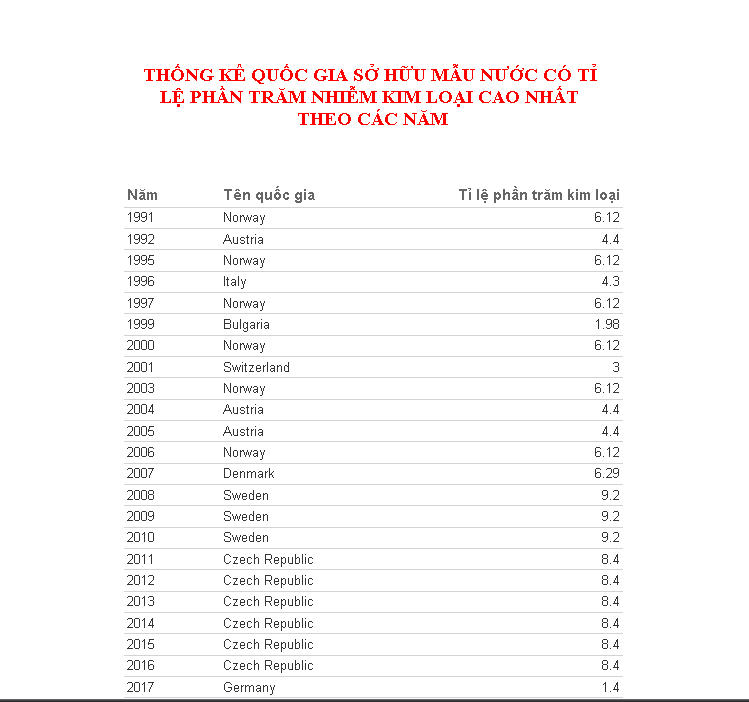 THỐNG KÊ QUỐC GIA SỞ HỮU MẪU NƯỚC CÓ TỈ
LỆ PHẦN TRĂM NHIỄM KIM LOẠI CAO NHẤT
THEO CÁC NĂM
Năm Tên quốc gia Tỉ lệ phần trăm kim loại
1991 Norway 6.12
1992 Austria 4.4
1995 Norway 6.12
1996 Italy 4.3
1997 Norway 6.12
1999 Bulgaria 1.98
2000 Norway 6.12
2001 Switzerland 3
2003 Norway 6.12
2004 Austria 4.4
2005 Austria 4.4
2006 Norway 6.12
2007 Denmark 6.29
2008 Sweden 9.2
2009 Sweden 9.2
2010 Sweden 9.2
2011 Czech Republic 8.4
2012 Czech Republic 8.4
2013 Czech Republic 8.4
2014 Czech Republic 8.4
2015 Czech Republic 8.4
2016 Czech Republic 8.4
2017 Germany 1.4